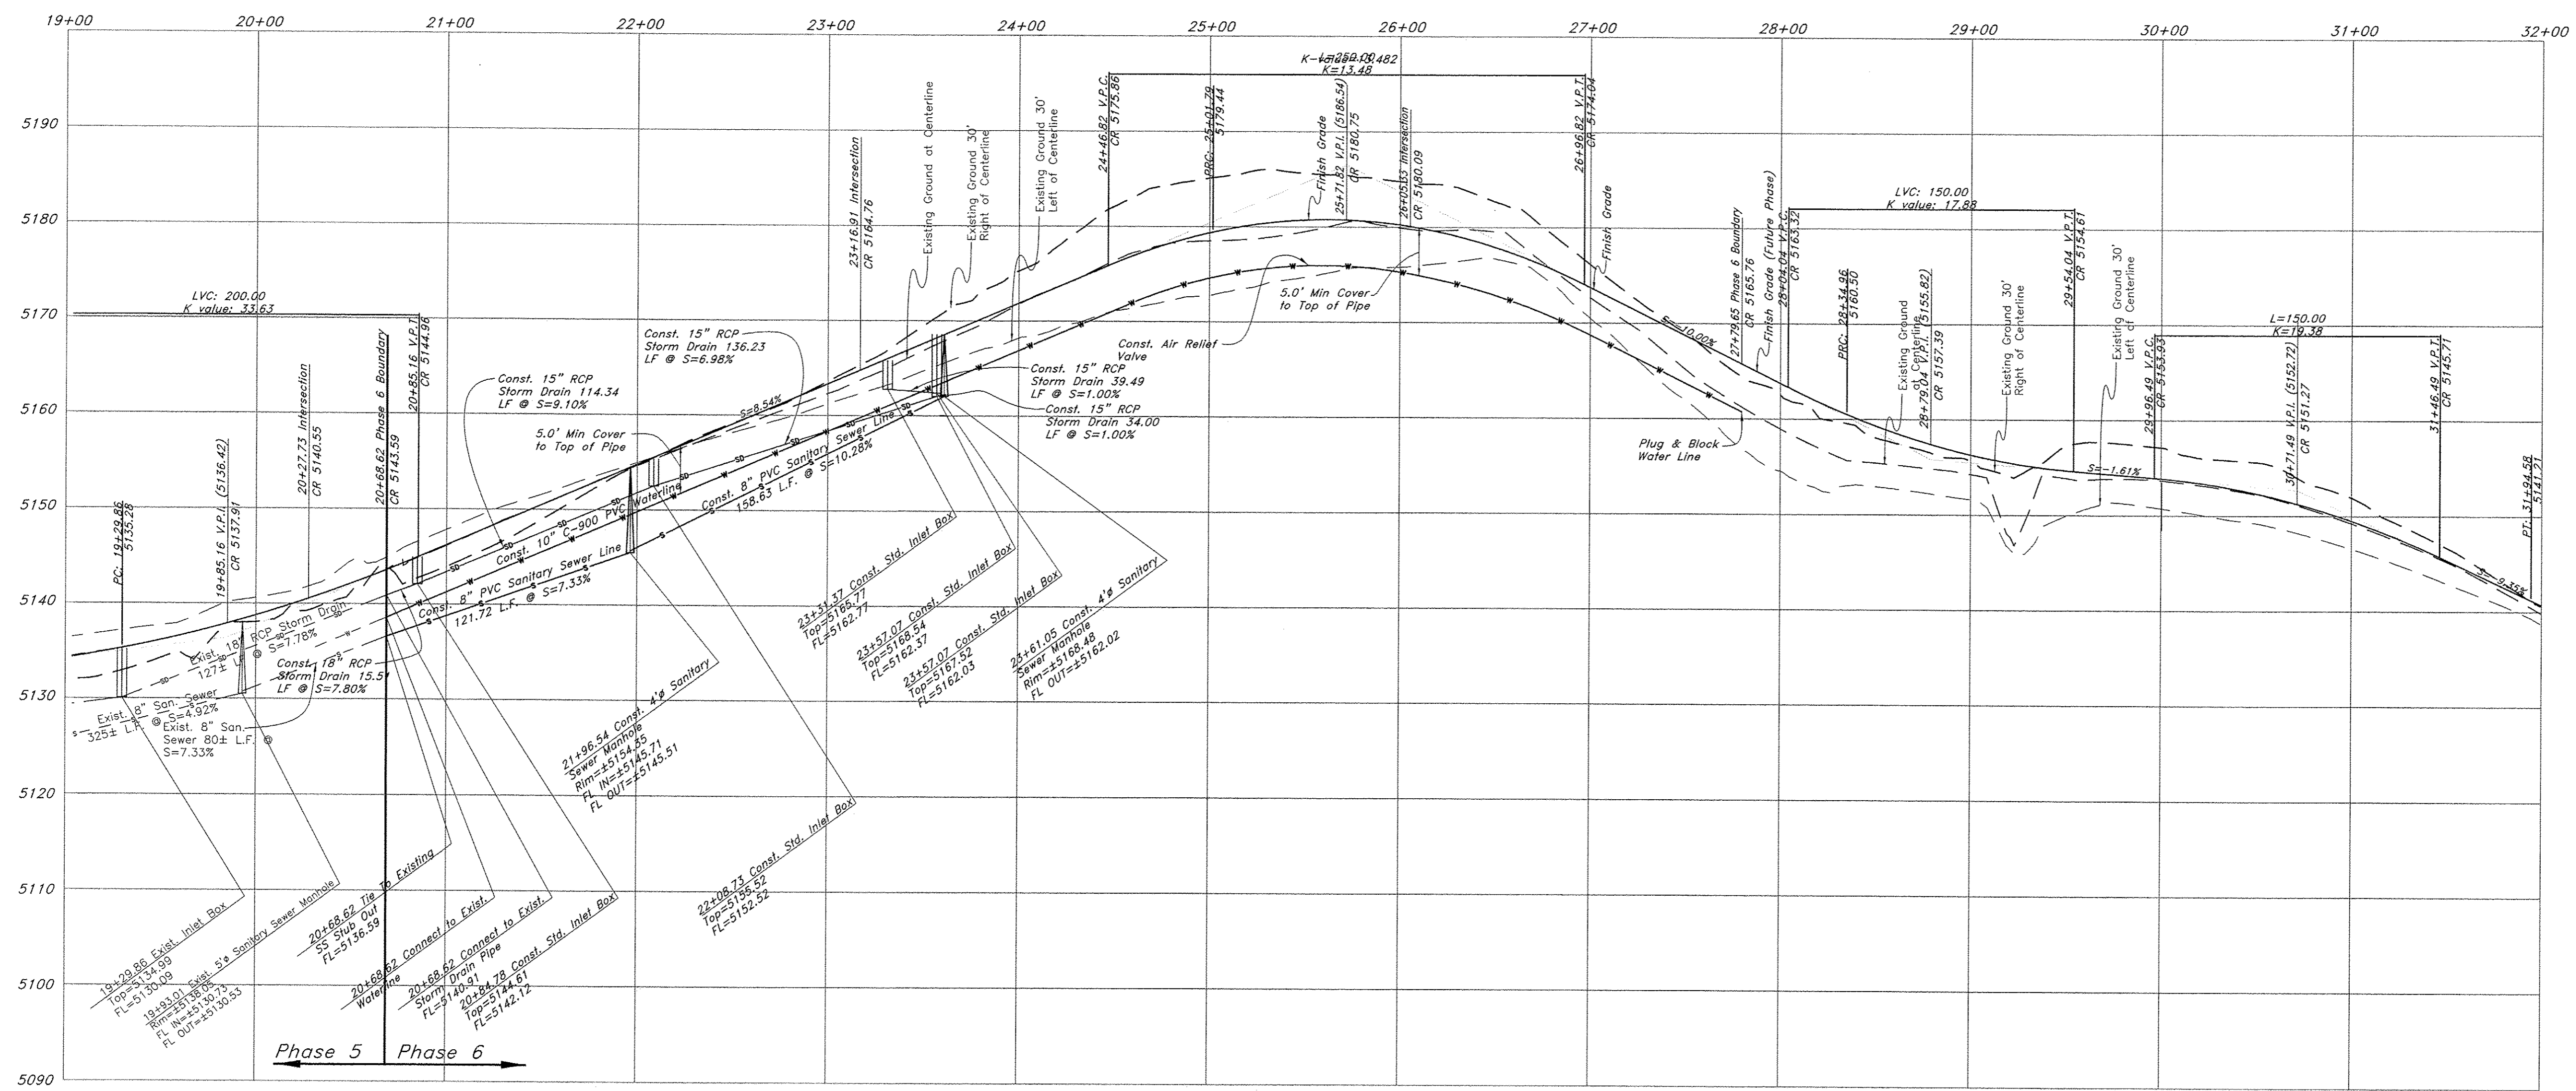 19+00 20+00 21+00 22+00 23+00 24+00 25+00 26+00 27+00 28+00 29+00 30+00 31+00 32+00
5190
5180
5170
5160
5150
5140
5130
5120
5110
5100
5090
LVC: 200.00
K value: 33.63
PC: 19+29.86
5135.28
19+85.16 V.P.I. (5136.42)
CR 5137.91
20+27.73 Intersection
CR 5140.55
20+68.62 Phase 6 Boundary
CR 5143.59
20+85.16 V.P.T.
CR 5144.96
Const. 15" RCP
Storm Drain 114.34
LF @ S=9.10%
5.0' Min Cover
to Top of Pipe
Const. 15" RCP
Storm Drain 136.23
LF @ S=6.98%
S=8.54%
23+16.91 Intersection
CR 5164.76
Existing Ground at Centerline
Existing Ground 30'
Right of Centerline
Existing Ground 30'
Left of Centerline
24+46.82 V.P.C.
CR 5175.86
PRC: 25+01.79
5179.44
L=250.00
K-value=13.482
K=13.48
Finish Grade
25+71.82 V.P.I. (5186.54)
CR 5180.75
26+05.33 Intersection
CR 5180.09
5.0' Min Cover
to Top of Pipe
Const. Air Relief
Valve
26+96.82 V.P.T.
CR 5174.04
Finish Grade
S=-10.00%
27+79.65 Phase 6 Boundary
CR 5165.76
Finish Grade (Future Phase)
28+04.04 V.P.C.
CR 5163.32
LVC: 150.00
K value: 17.88
PRC: 28+34.96
5160.50
Plug & Block
Water Line
Existing Ground
at Centerline
28+79.04 V.P.I. (5155.82)
CR 5157.39
Existing Ground 30'
Right of Centerline
29+54.04 V.P.T.
CR 5154.61
Existing Ground 30'
Left of Centerline
S=-1.61%
29+96.49 V.P.C.
CR 5153.93
L=150.00
K=19.38
30+71.49 V.P.I. (5152.72)
CR 5151.27
31+46.49 V.P.T.
CR 5145.71
S=-9.35%
PT: 31+94.58
5141.21
Const. 15" RCP
Storm Drain 39.49
LF @ S=1.00%
Const. 15" RCP
Storm Drain 34.00
LF @ S=1.00%
Const. 10" C-900 PVC Waterline
Const. 8" PVC Sanitary Sewer Line
158.63 L.F. @ S=10.28%
Const. 8" PVC Sanitary Sewer Line
121.72 L.F. @ S=7.33%
Exist. 18" RCP Storm Drain
127± LF @ S=7.78%
Const. 18" RCP
Storm Drain 15.51
LF @ S=7.80%
Exist. 8" San. Sewer
325± L.F. @ S=4.92%
Exist. 8" San.
Sewer 80± L.F. @
S=7.33%
19+29.86 Exist. Inlet Box
Top=5134.99
FL=5130.09
19+93.01 Exist. 5'ø Sanitary Sewer Manhole
Rim=±5138.05
FL IN=±5130.73
FL OUT=±5130.53
20+68.62 Tie To Existing
SS Stub Out
FL=5136.59
20+68.62 Connect to Exist.
Waterline
20+68.62 Connect to Exist.
Storm Drain Pipe
FL=5140.91
20+84.78 Const. Std. Inlet Box
Top=5144.61
FL=5142.12
21+96.54 Const. 4'ø Sanitary
Sewer Manhole
Rim=±5154.35
FL IN=±5145.71
FL OUT=±5145.51
22+08.73 Const. Std. Inlet Box
Top=5155.52
FL=5152.52
23+31.37 Const. Std. Inlet Box
Top=5165.77
FL=5162.77
23+57.07 Const. Std. Inlet Box
Top=5168.54
FL=5162.37
23+57.07 Const. Std. Inlet Box
Top=5167.52
FL=5162.03
23+61.05 Const. 4'ø Sanitary
Sewer Manhole
Rim=±5168.48
FL OUT=±5162.02
Phase 5 Phase 6